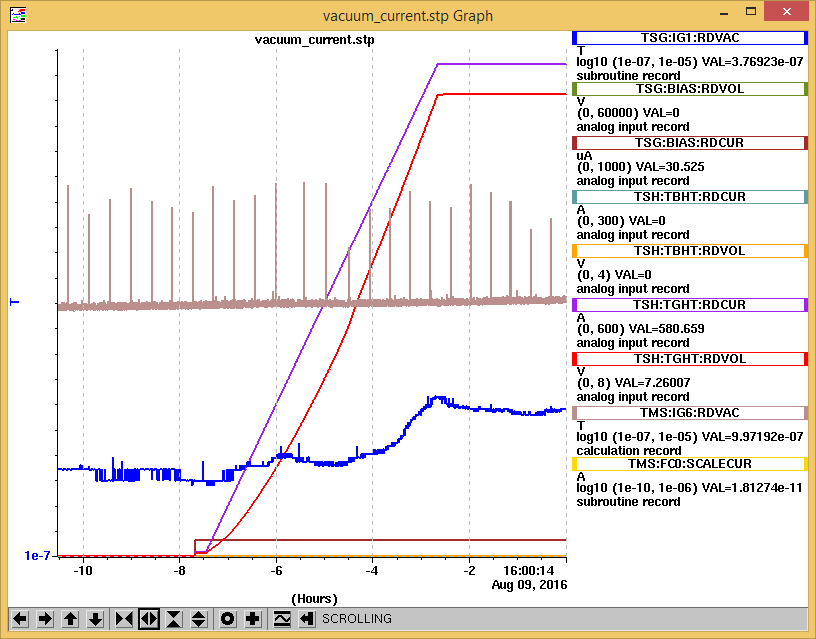 vacuum_current.stp Graph
vacuum_current.stp
TSG:IG1:RDVAC
T
log10 (1e-07, 1e-05) VAL=3.76923e-07
subroutine record
TSG:BIAS:RDVOL
V
(0, 60000) VAL=0
analog input record
TSG:BIAS:RDCUR
uA
(0, 1000) VAL=30.525
analog input record
TSH:TBHT:RDCUR
A
(0, 300) VAL=0
analog input record
TSH:TBHT:RDVOL
V
(0, 4) VAL=0
analog input record
TSH:TGHT:RDCUR
A
(0, 600) VAL=580.659
analog input record
TSH:TGHT:RDVOL
V
(0, 8) VAL=7.26007
analog input record
TMS:IG6:RDVAC
T
log10 (1e-07, 1e-05) VAL=9.97192e-07
calculation record
TMS:FC0:SCALECUR
A
log10 (1e-10, 1e-06) VAL=1.81274e-11
subroutine record
T
1e-7
-10 -8 -6 -4 -2 16:00:14
Aug 09, 2016
(Hours)
SCROLLING